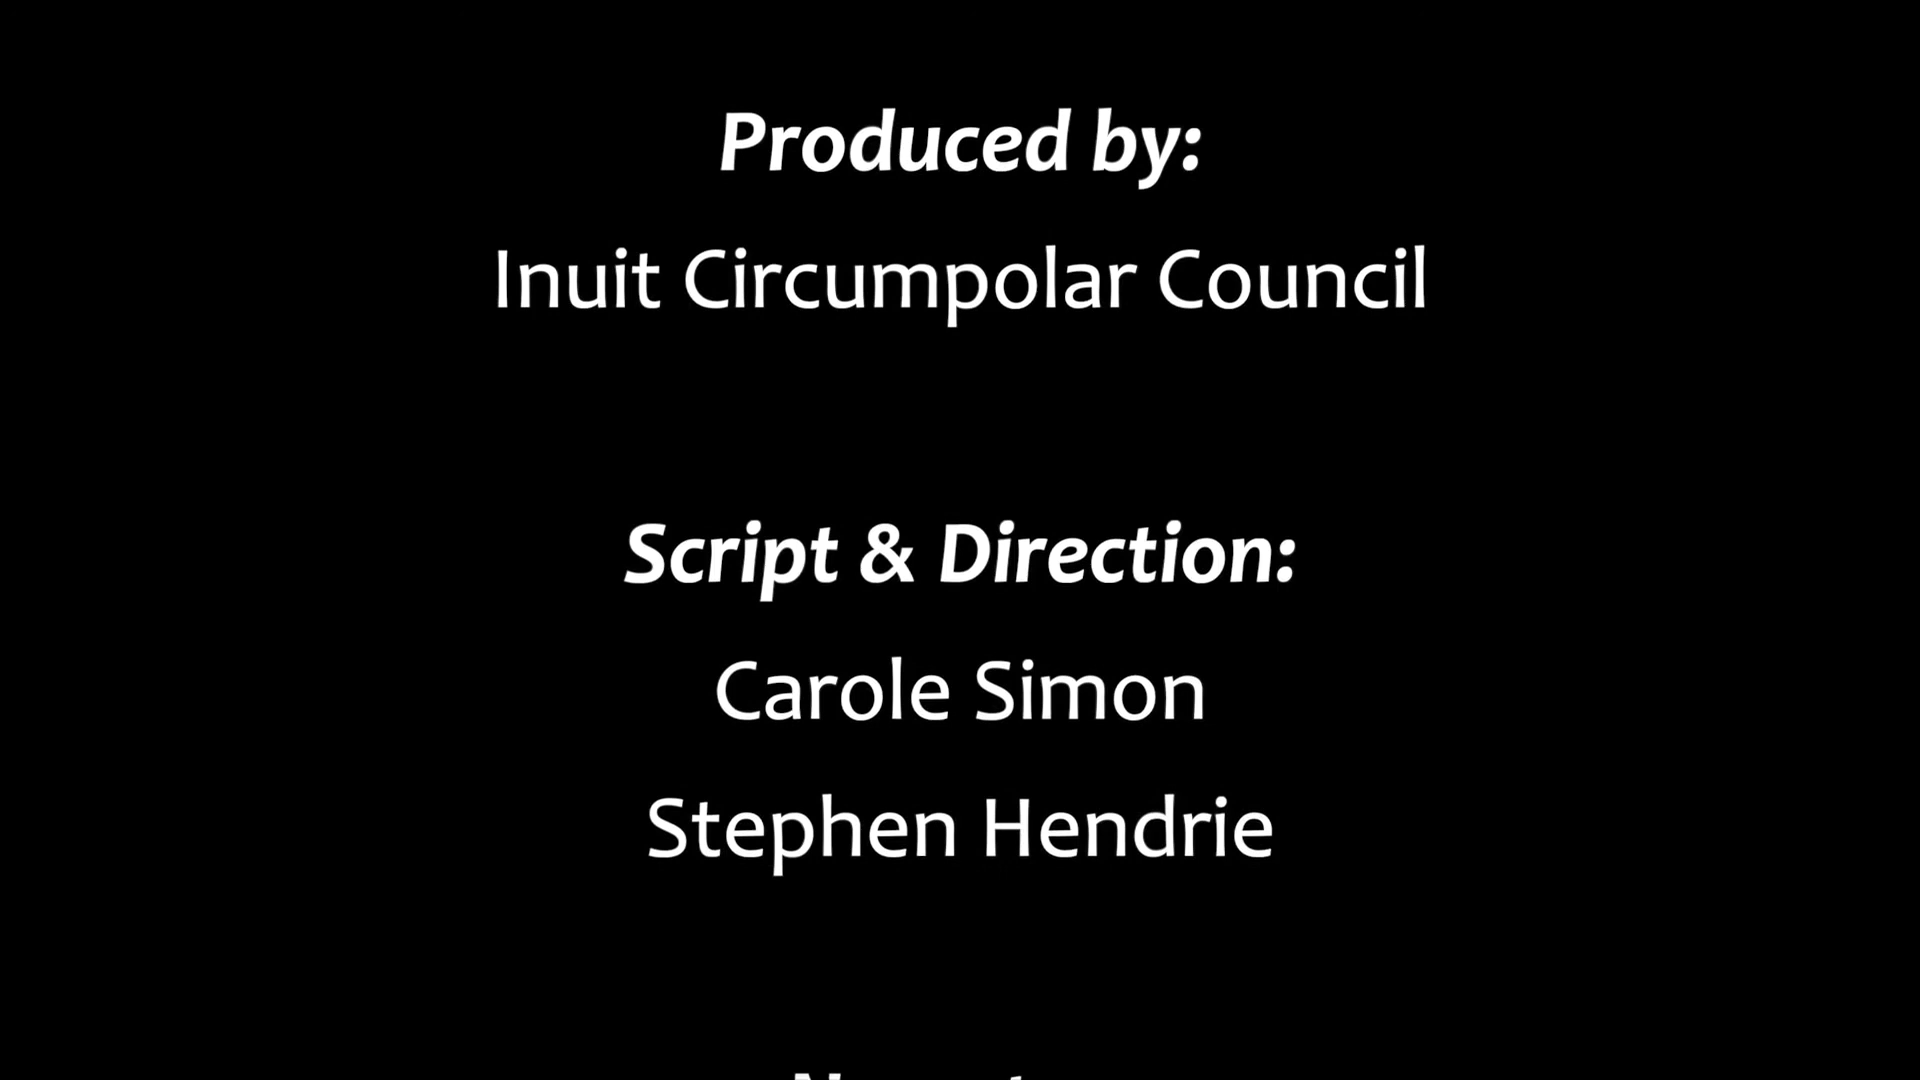 Produced by:
Inuit Circumpolar Council
Script & Direction:
Carole Simon
Stephen Hendrie